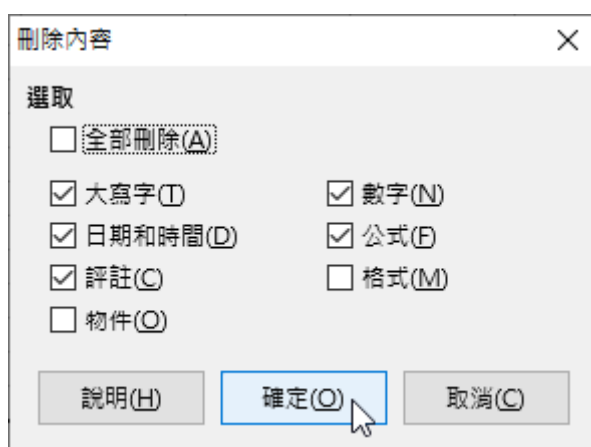 刪除內容
選取
全部刪除(A)
大寫字(T) 數字(N)
日期和時間(D) 公式(F)
評註(C) 格式(M)
物件(O)
說明(H) 確定(O) 取消(C)